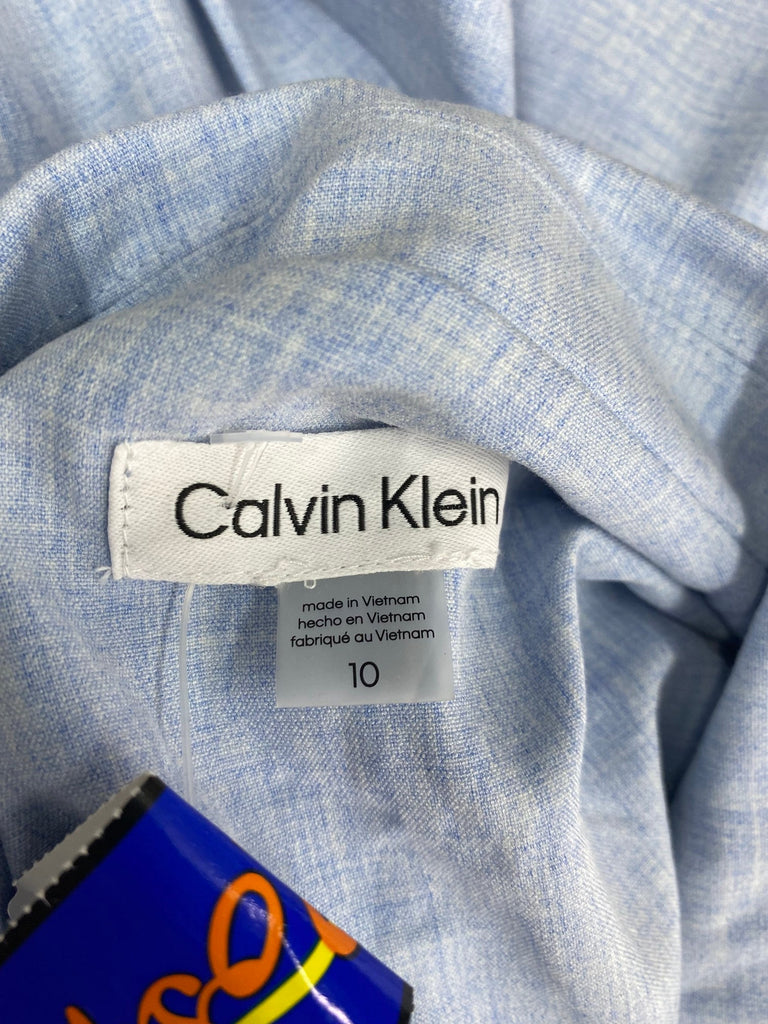 Calvin Klein
made in Vietnam
hecho en Vietnam
fabriqué au Vietnam
10